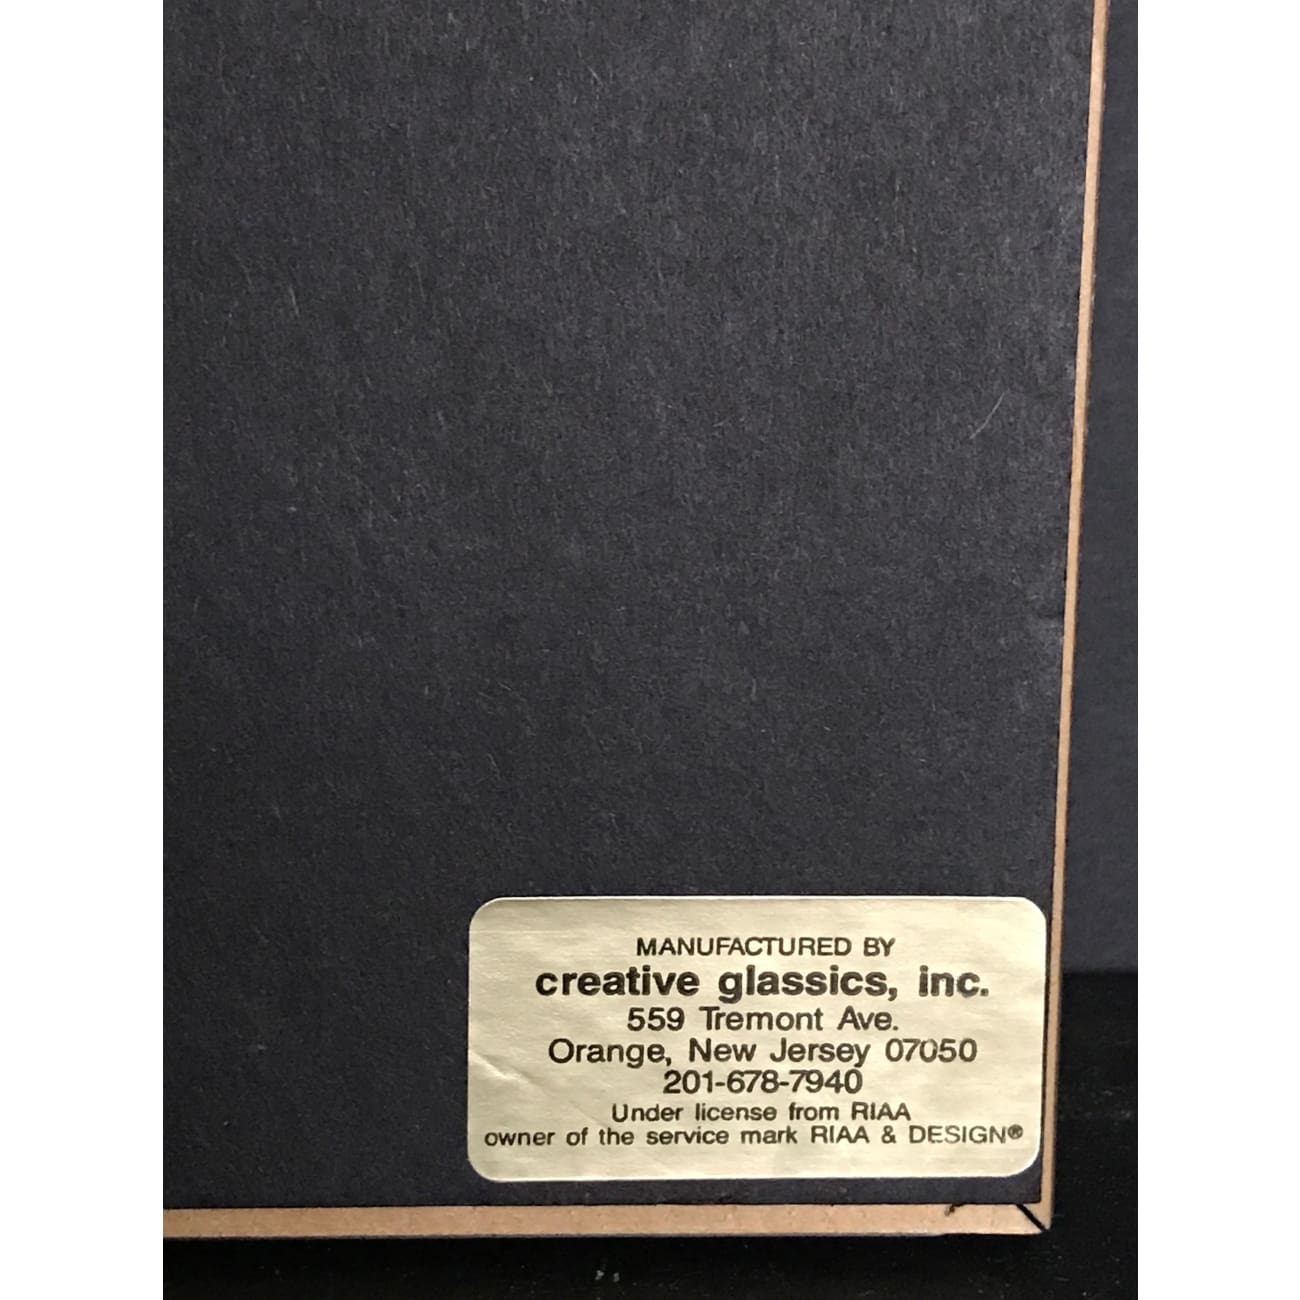 MANUFACTURED BY
creative glassics, inc.
559 Tremont Ave.
Orange, New Jersey 07050
201-678-7940
Under license from RIAA
owner of the service mark RIAA & DESIGN®